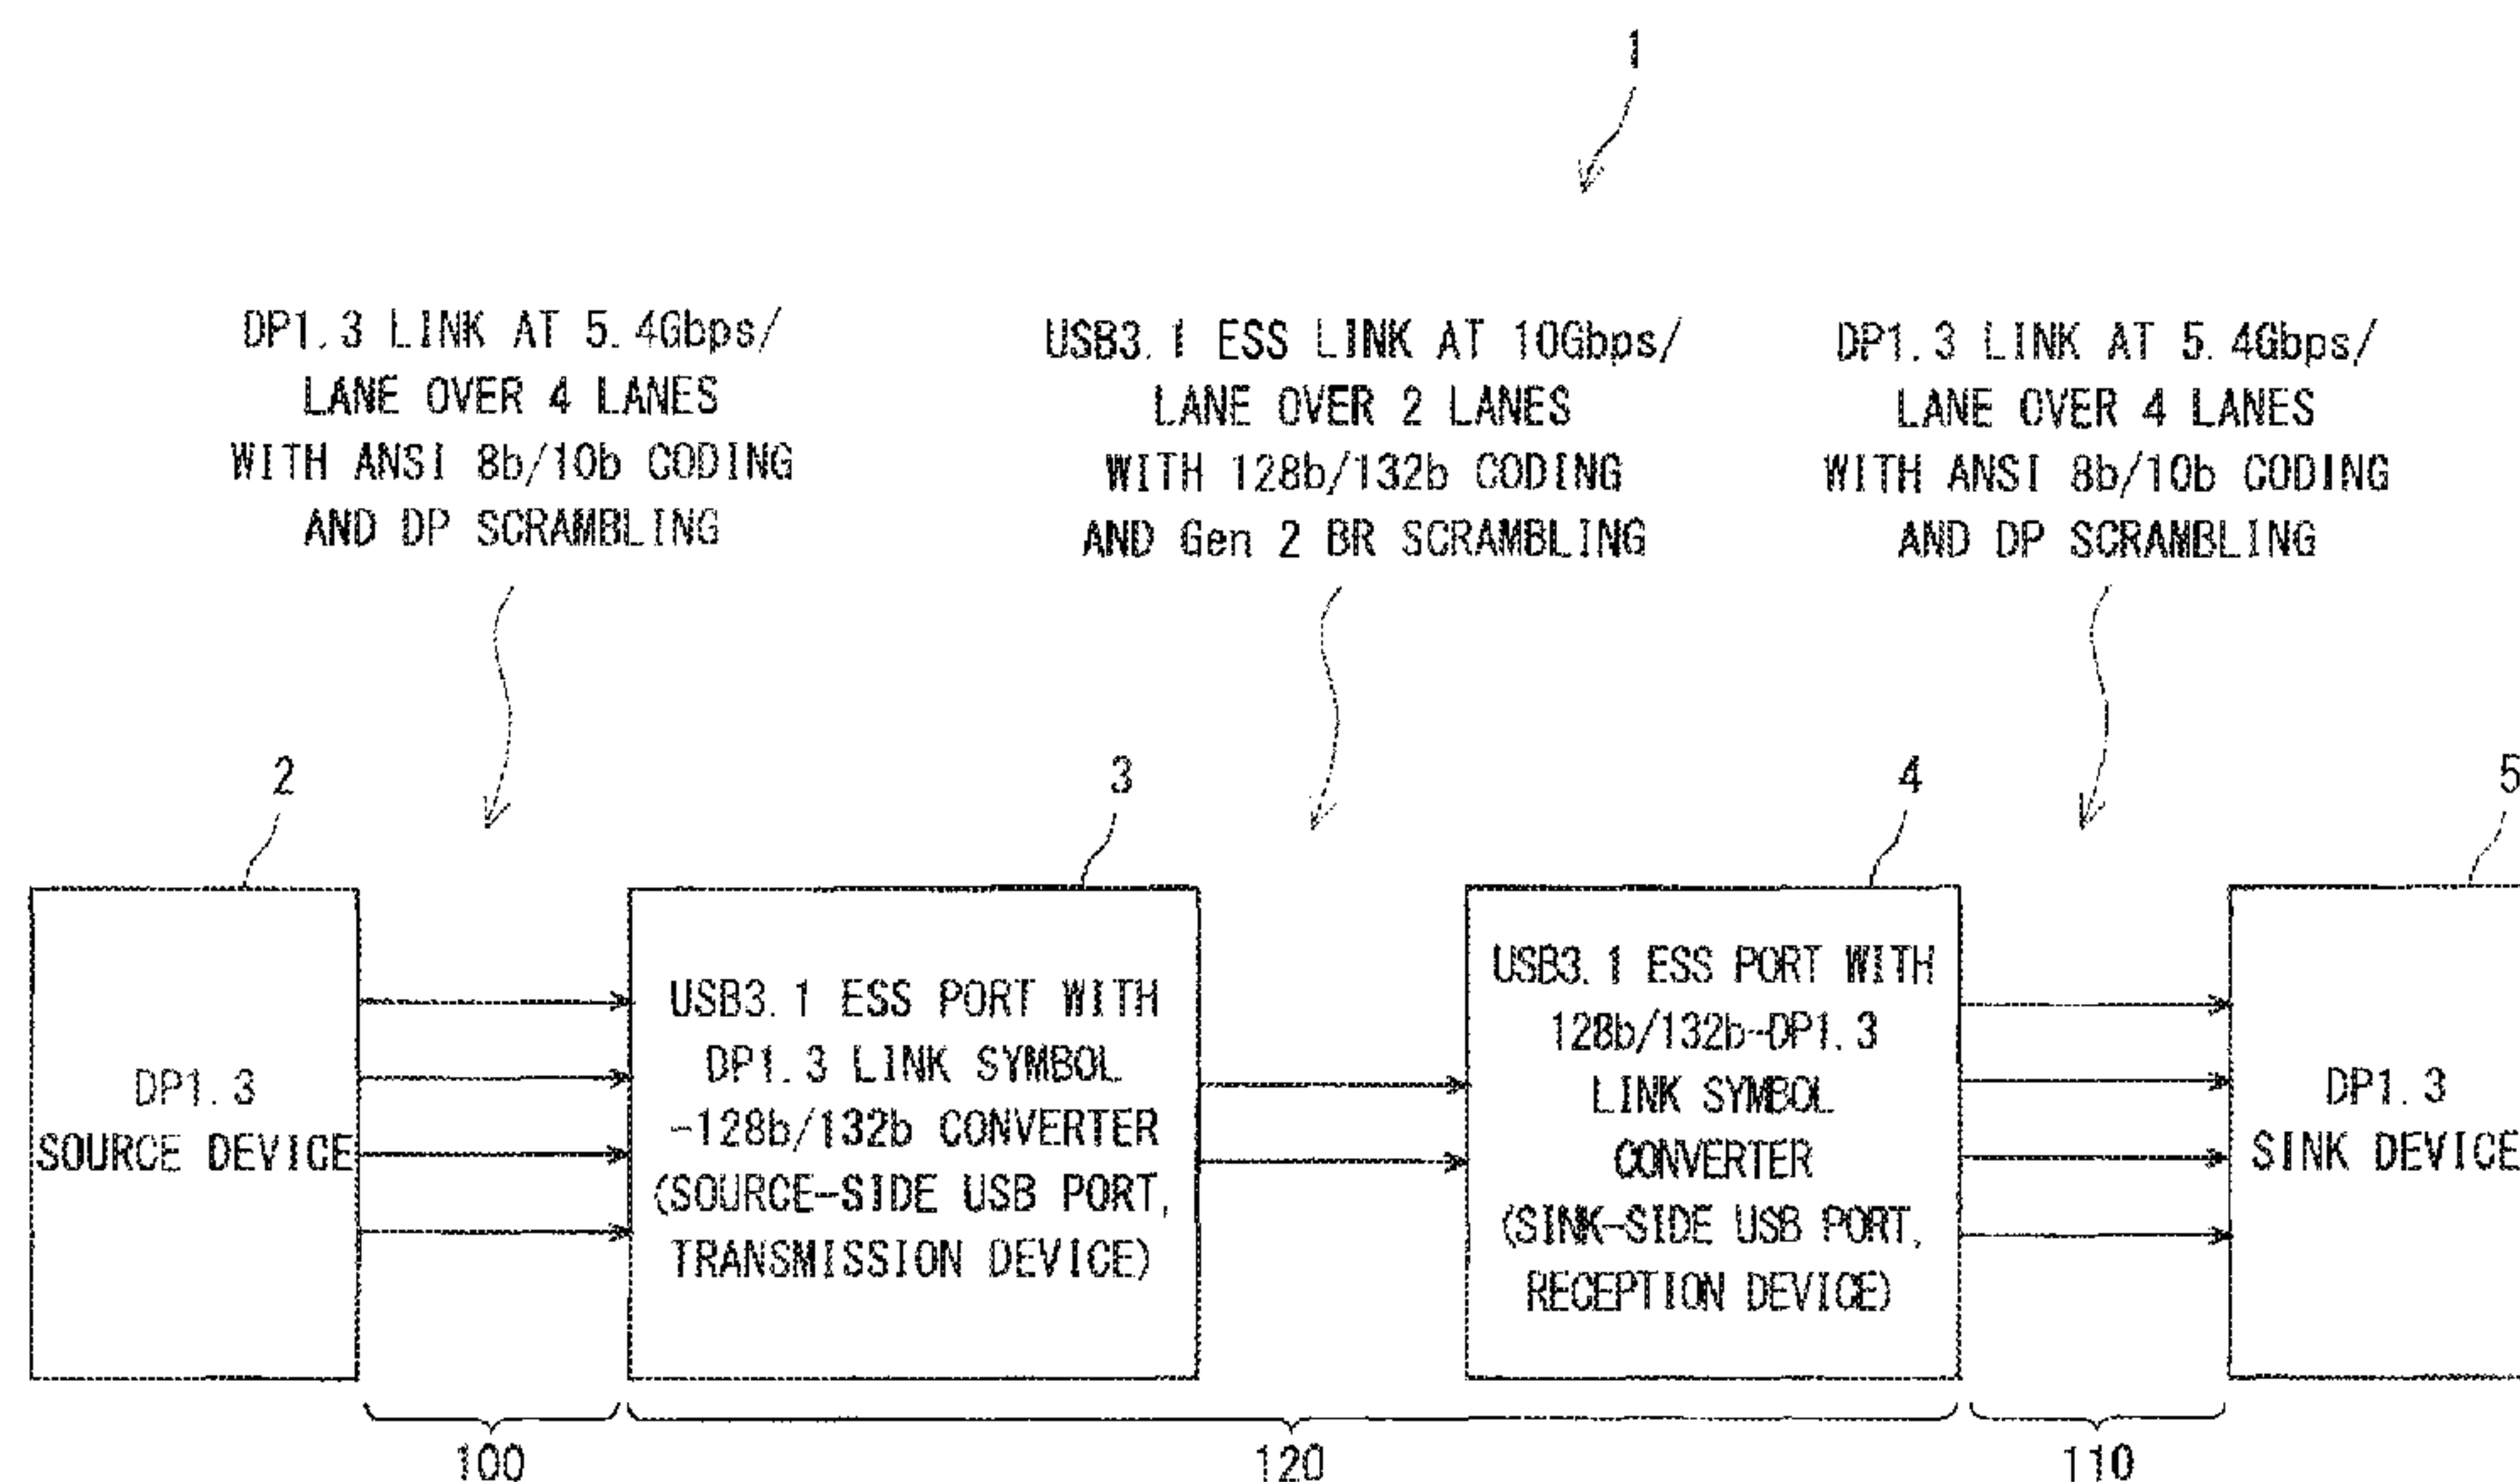 1
DP1.3 LINK AT 5.4Gbps/
LANE OVER 4 LANES
WITH ANSI 8b/10b CODING
AND DP SCRAMBLING
USB3.1 ESS LINK AT 10Gbps/
LANE OVER 2 LANES
WITH 128b/132b CODING
AND Gen 2 BR SCRAMBLING
DP1.3 LINK AT 5.4Gbps/
LANE OVER 4 LANES
WITH ANSI 8b/10b CODING
AND DP SCRAMBLING
2
DP1.3
SOURCE DEVICE
3
USB3.1 ESS PORT WITH
DP1.3 LINK SYMBOL
-128b/132b CONVERTER
(SOURCE-SIDE USB PORT,
TRANSMISSION DEVICE)
4
USB3.1 ESS PORT WITH
128b/132b-DP1.3
LINK SYMBOL
CONVERTER
(SINK-SIDE USB PORT,
RECEPTION DEVICE)
5
DP1.3
SINK DEVICE
100
120
110